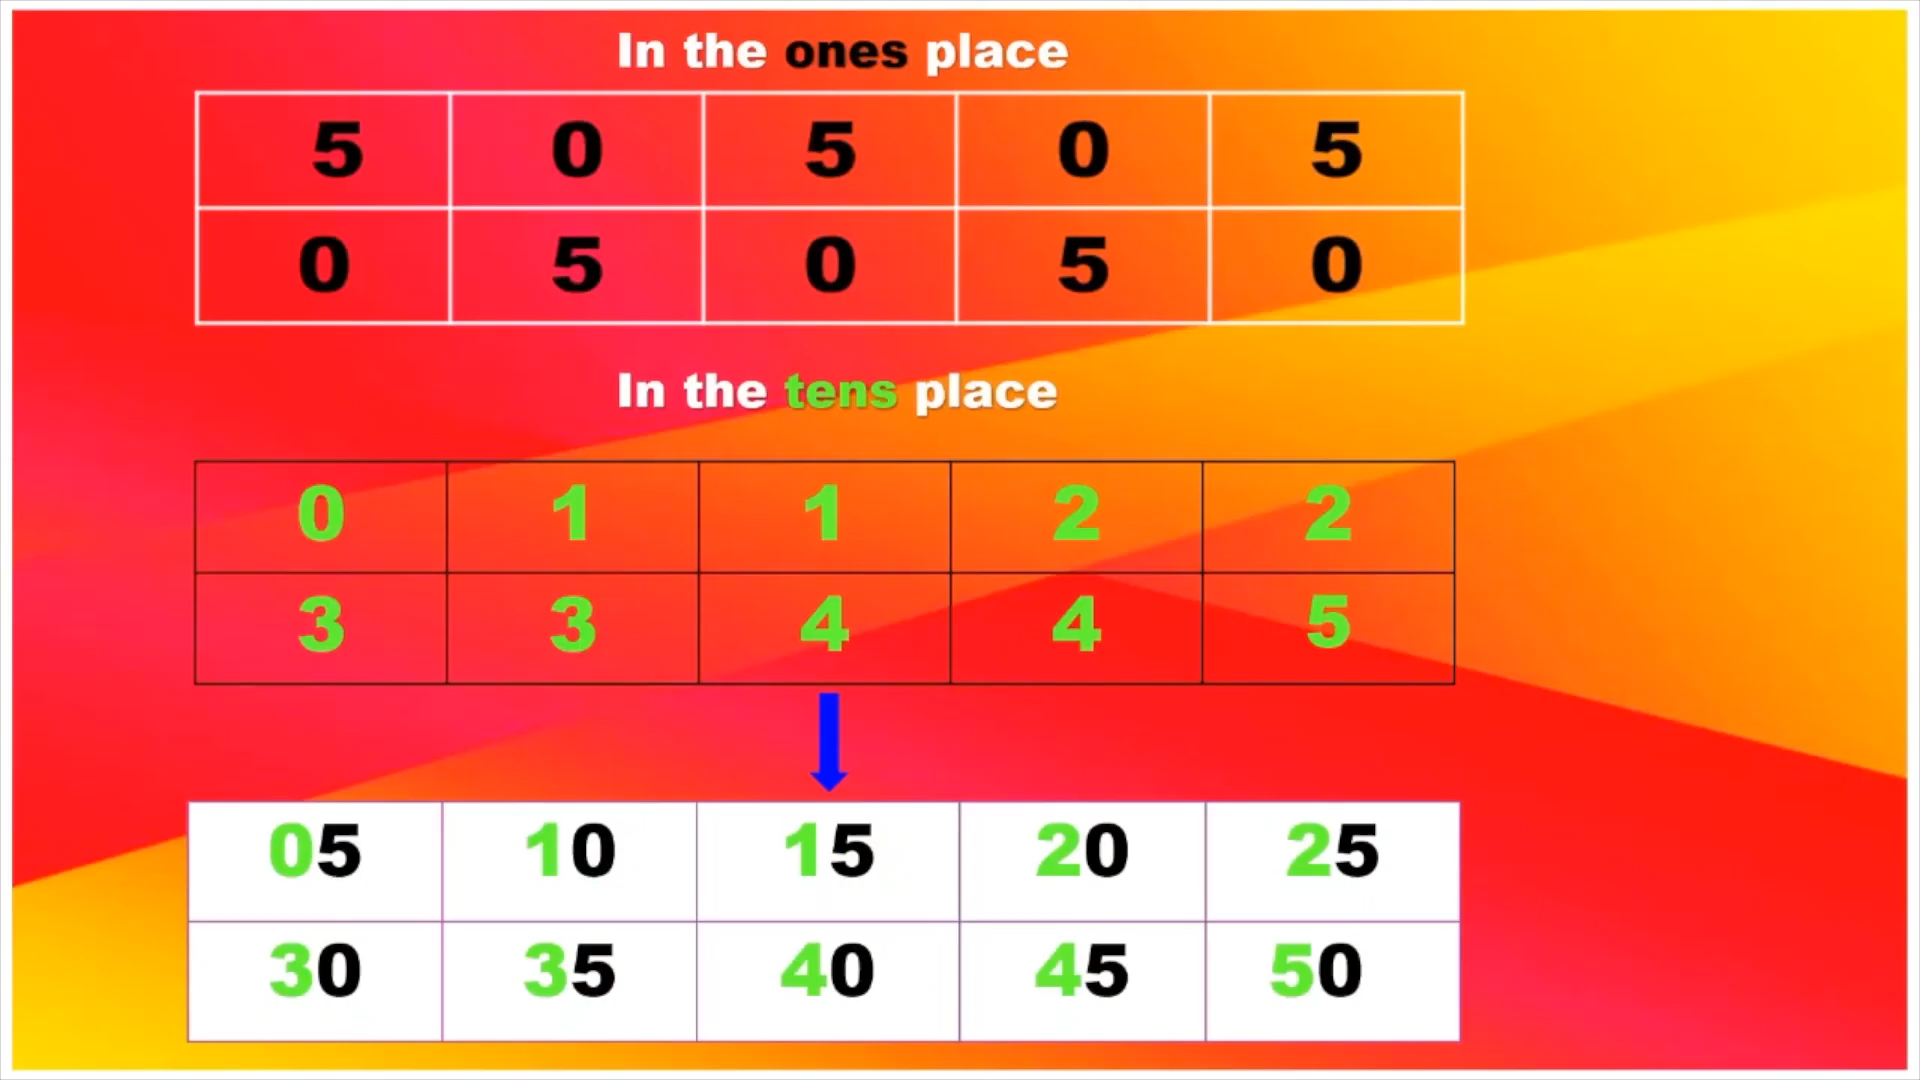 In the ones place
5 0 5 0 5
0 5 0 5 0
In the tens place
0 1 1 2 2
3 3 4 4 5
05 10 15 20 25
30 35 40 45 50